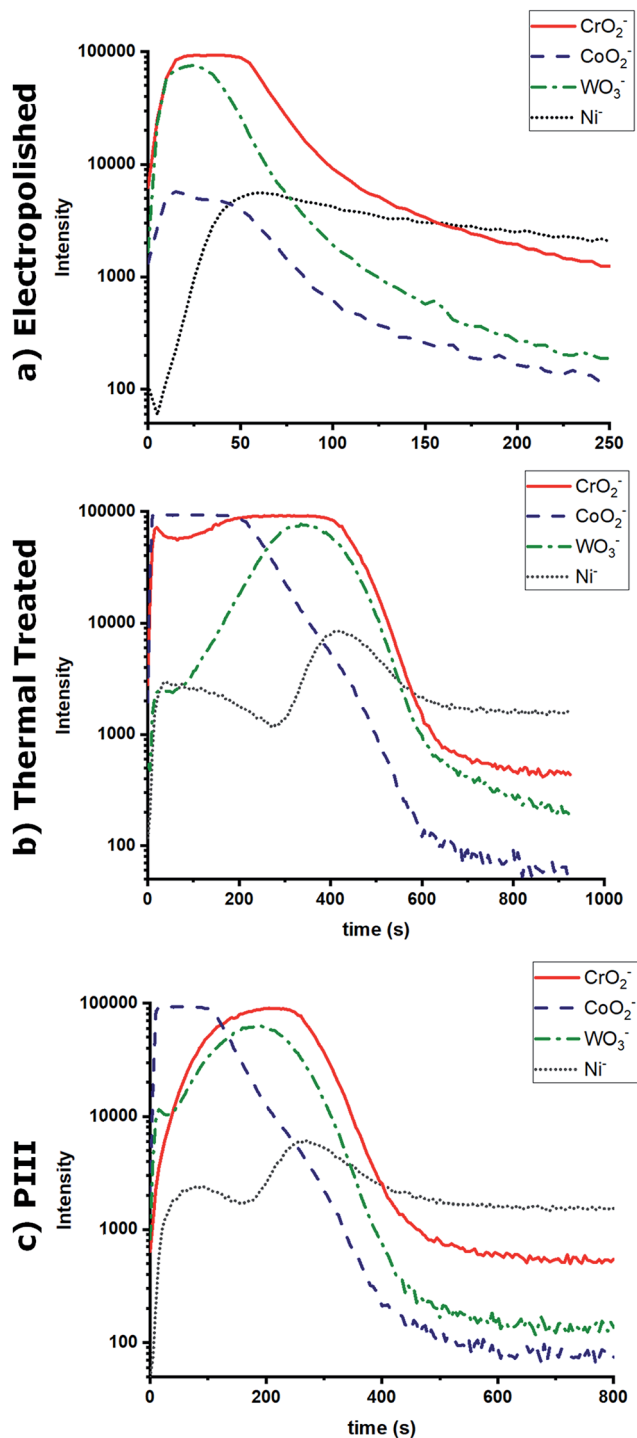 a) Electropolished
Intensity
100000
10000
1000
100
0 50 100 150 200 250
CrO₂⁻
CoO₂⁻
WO₃⁻
Ni⁻
b) Thermal Treated
Intensity
100000
10000
1000
100
0 200 400 600 800 1000
time (s)
CrO₂⁻
CoO₂⁻
WO₃⁻
Ni⁻
c) PIII
Intensity
100000
10000
1000
100
0 200 400 600 800
time (s)
CrO₂⁻
CoO₂⁻
WO₃⁻
Ni⁻